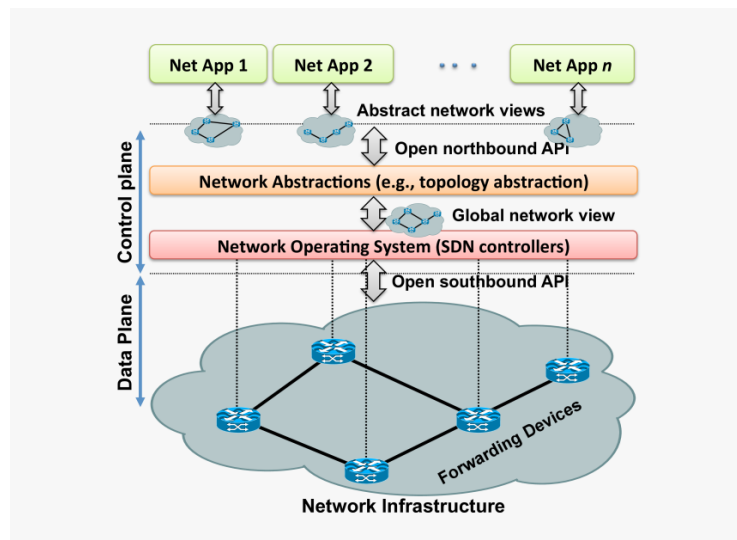 Net App 1
Net App 2
Net App n
Abstract network views
Open northbound API
Network Abstractions (e.g., topology abstraction)
Global network view
Network Operating System (SDN controllers)
Open southbound API
Control plane
Data Plane
Forwarding Devices
Network Infrastructure